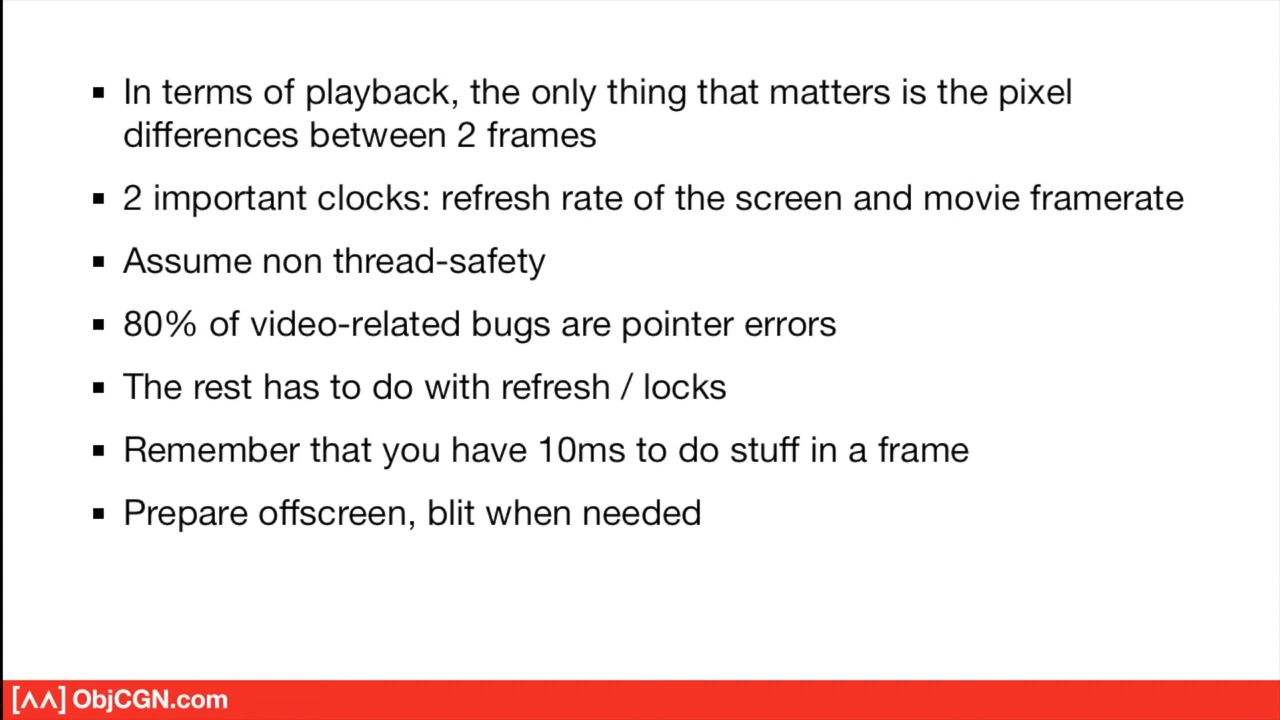 ▪ In terms of playback, the only thing that matters is the pixel
differences between 2 frames
▪ 2 important clocks: refresh rate of the screen and movie framerate
▪ Assume non thread-safety
▪ 80% of video-related bugs are pointer errors
▪ The rest has to do with refresh / locks
▪ Remember that you have 10ms to do stuff in a frame
▪ Prepare offscreen, blit when needed
[^^] ObjCGN.com